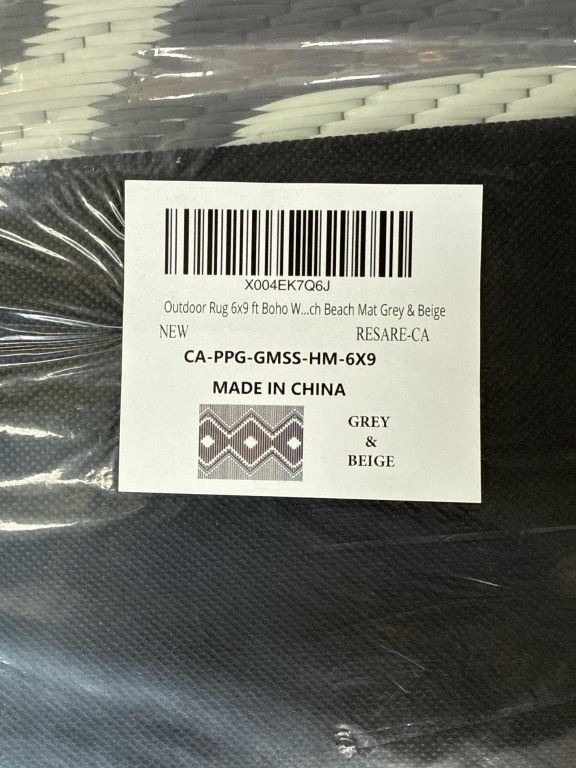 X004EK7Q6J
Outdoor Rug 6x9 ft Boho W...ch Beach Mat Grey & Beige
NEW RESARE-CA
CA-PPG-GMSS-HM-6X9
MADE IN CHINA
GREY
&
BEIGE